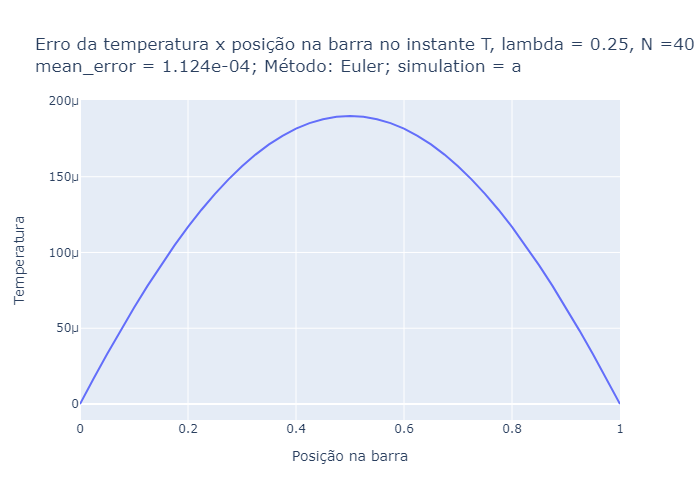 Erro da temperatura x posição na barra no instante T, lambda = 0.25, N =40
mean_error = 1.124e-04; Método: Euler; simulation = a
200μ
150μ
100μ
50μ
0
Temperatura
0
0.2
0.4
0.6
0.8
1
Posição na barra